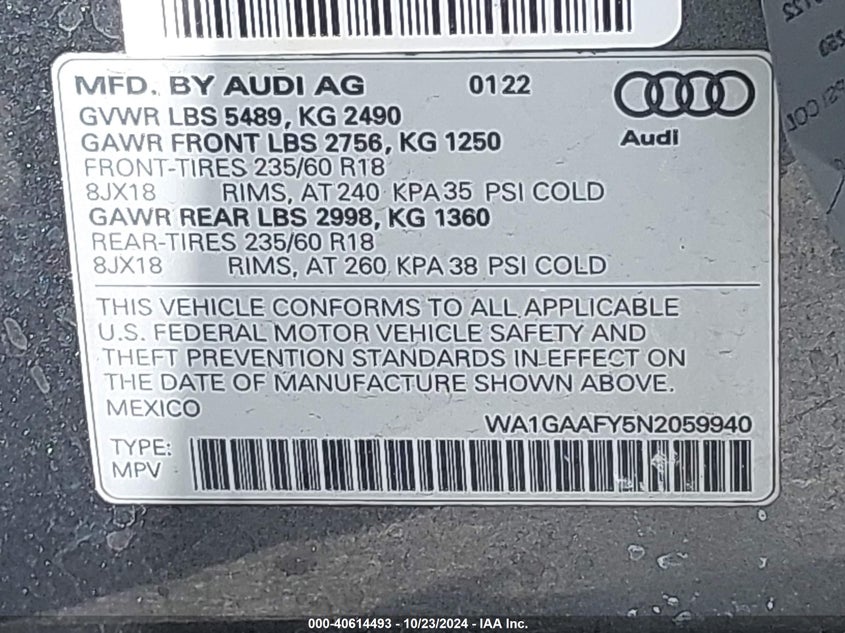 MFD. BY AUDI AG 0122
GVWR LBS 5489, KG 2490
GAWR FRONT LBS 2756, KG 1250
FRONT-TIRES 235/60 R18
8JX18 RIMS, AT 240 KPA 35 PSI COLD
GAWR REAR LBS 2998, KG 1360
REAR-TIRES 235/60 R18
8JX18 RIMS, AT 260 KPA 38 PSI COLD
Audi
THIS VEHICLE CONFORMS TO ALL APPLICABLE
U.S. FEDERAL MOTOR VEHICLE SAFETY AND
THEFT PREVENTION STANDARDS IN EFFECT ON
THE DATE OF MANUFACTURE SHOWN ABOVE.
MEXICO
WA1GAAFY5N2059940
TYPE:
MPV
000-40614493 - 10/23/2024 - IAA Inc.